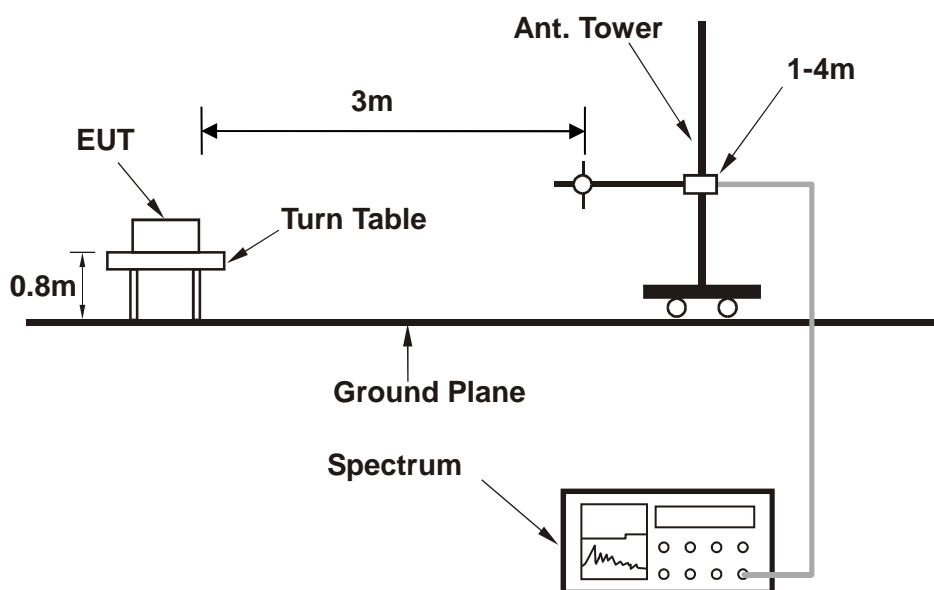 Ant. Tower
1-4m
3m
EUT
Turn Table
0.8m
Ground Plane
Spectrum